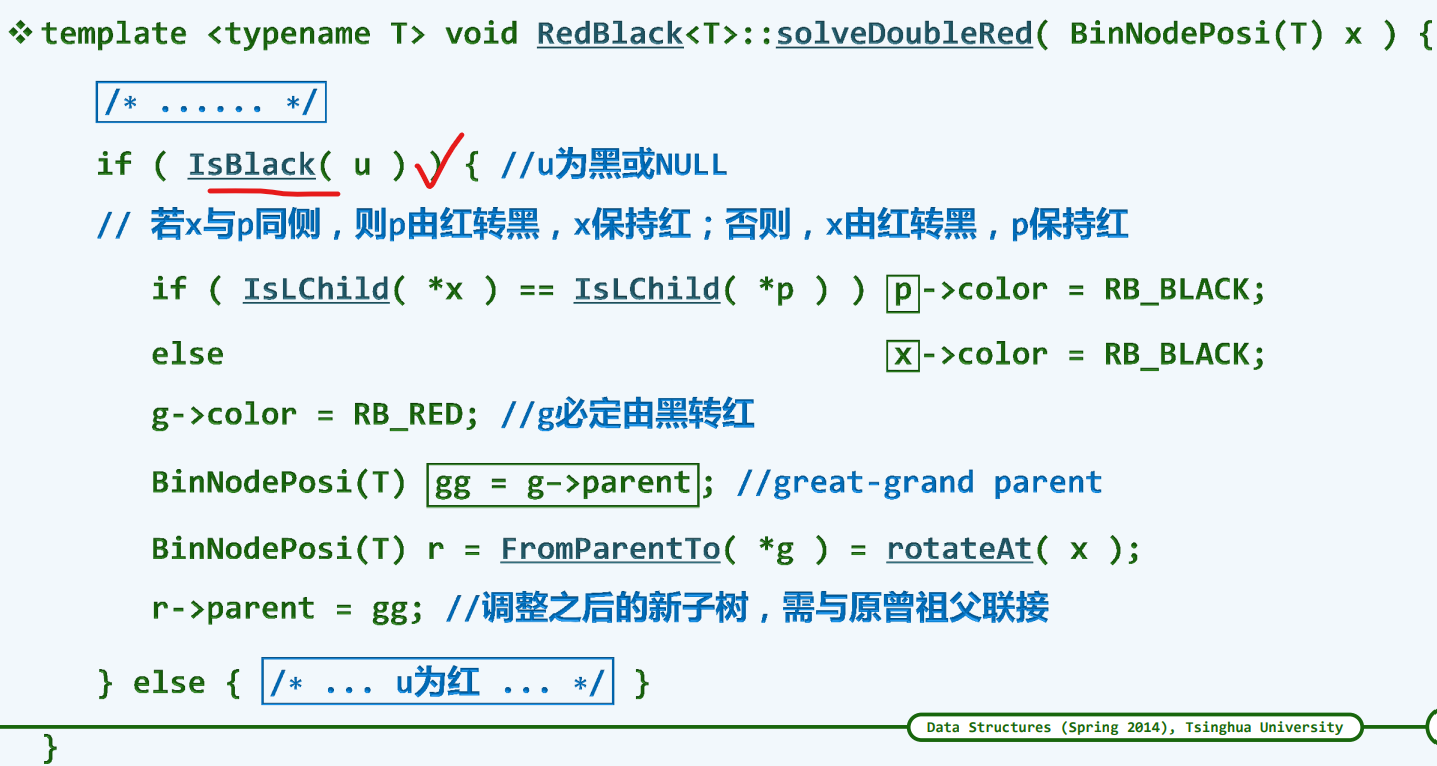 ❖ template <typename T> void RedBlack<T>::solveDoubleRed( BinNodePosi(T) x ) {
/* ...... */
if ( IsBlack( u ) ) { //u为黑或NULL
// 若x与p同侧，则p由红转黑，x保持红；否则，x由红转黑，p保持红
if ( IsLChild( *x ) == IsLChild( *p ) ) p->color = RB_BLACK;
else x->color = RB_BLACK;
g->color = RB_RED; //g必定由黑转红
BinNodePosi(T) gg = g->parent; //great-grand parent
BinNodePosi(T) r = FromParentTo( *g ) = rotateAt( x );
r->parent = gg; //调整之后的新子树，需与原曾祖父联接
} else { /* ... u为红 ... */ }
Data Structures (Spring 2014), Tsinghua University
}